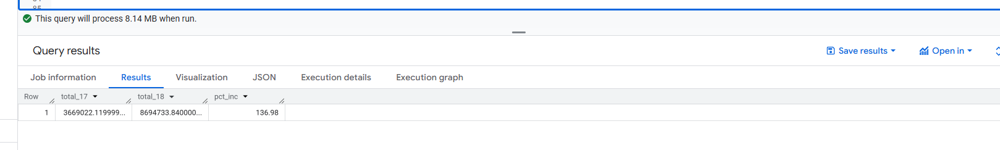 85
This query will process 8.14 MB when run.
Query results
Save results
Open in
Job information Results Visualization JSON Execution details Execution graph
Row total_17 total_18 pct_inc
1 3669022.119999... 8694733.840000... 136.98